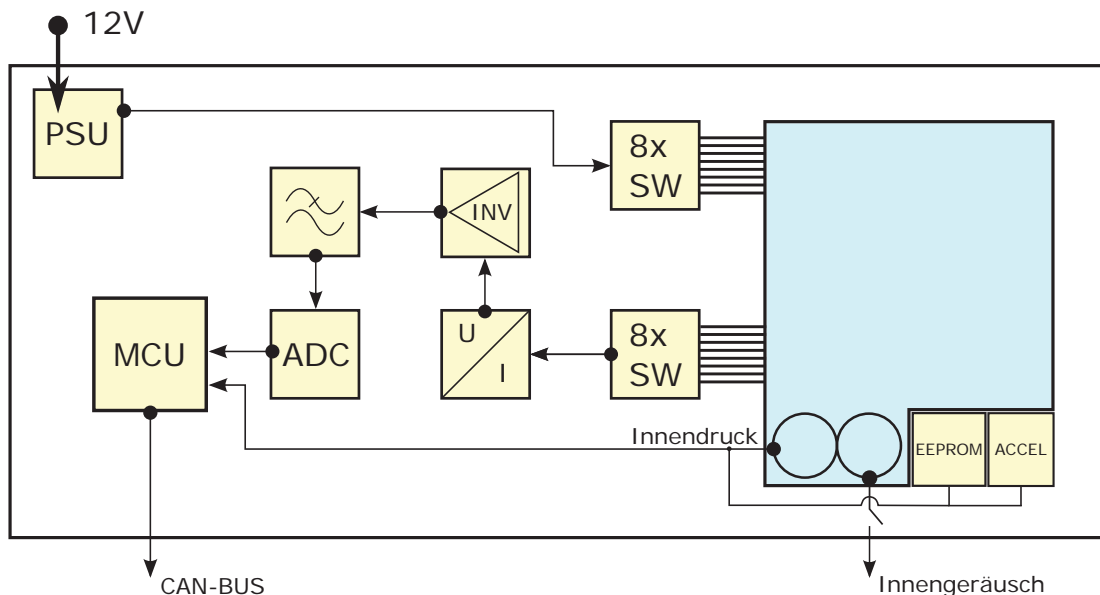 12V
PSU
8x
SW
INV
MCU
ADC
U
I
8x
SW
Innendruck
EEPROM
ACCEL
CAN-BUS
Innengeräusch